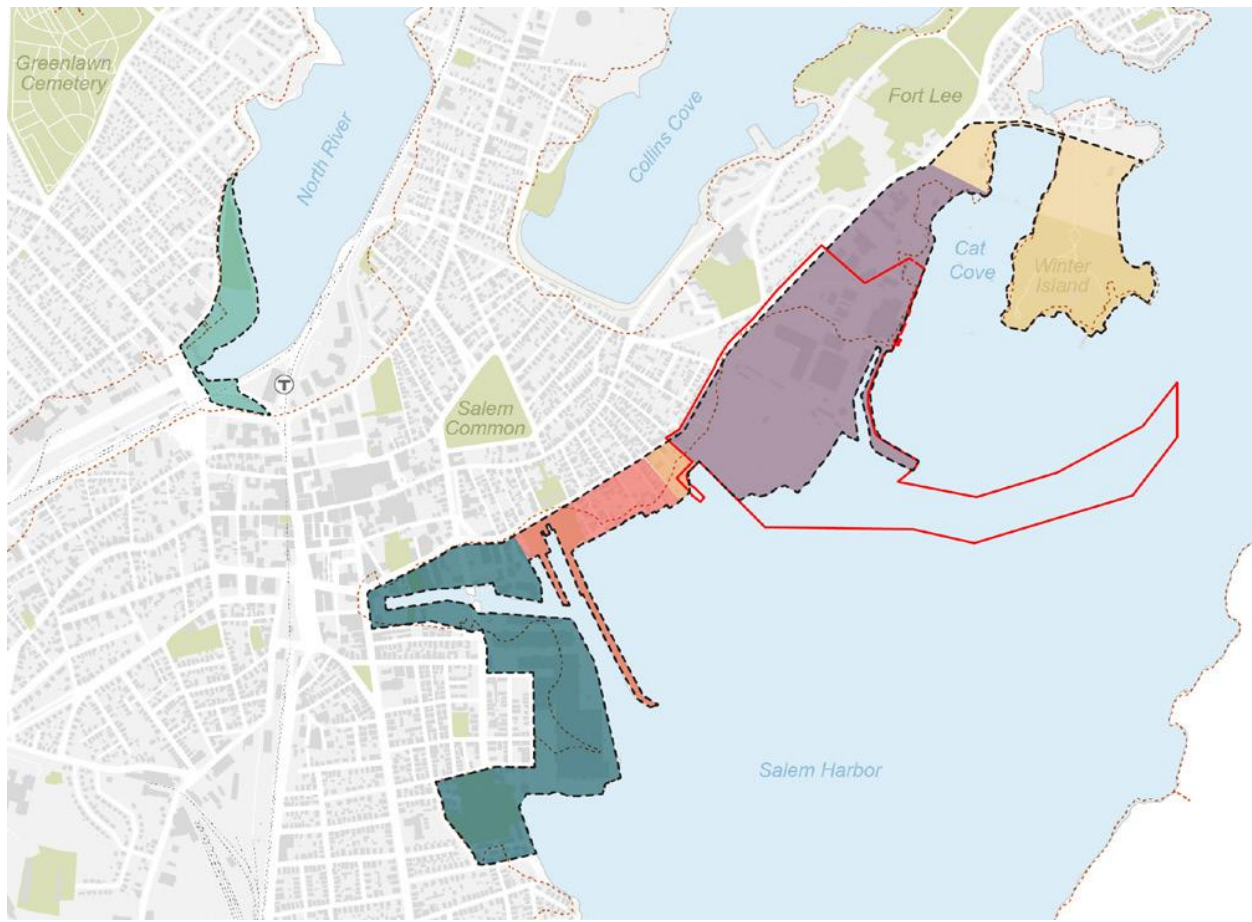 Greenlawn
Cemetery
North River
Collins Cove
Fort Lee
Cat
Cove
Winter
Island
Salem
Common
T
Salem Harbor